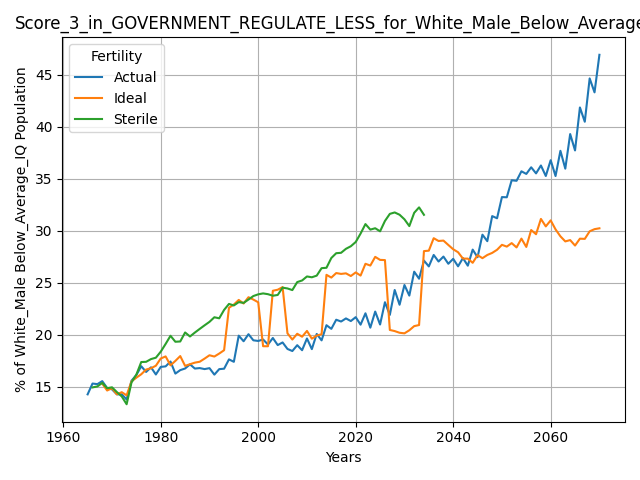 Score_3_in_GOVERNMENT_REGULATE_LESS_for_White_Male_Below_Average
Fertility
Actual
Ideal
Sterile
% of White_Male Below_Average_IQ Population
45
40
35
30
25
20
15
1960 1980 2000 2020 2040 2060
Years